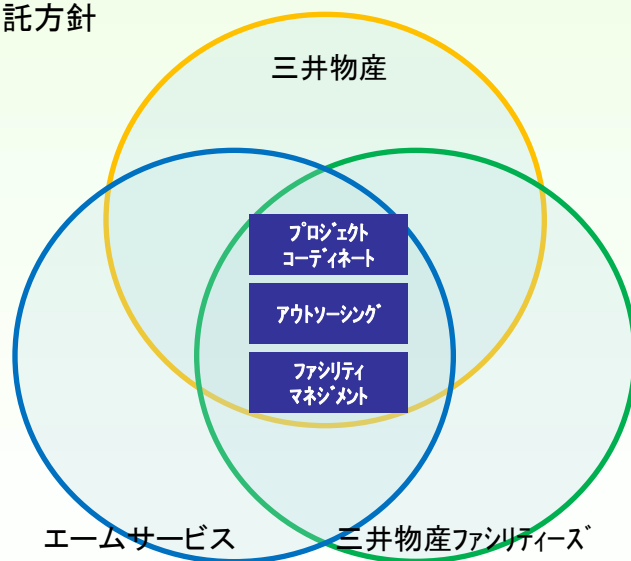 託方針
三井物産
ﾌﾟﾛｼﾞｪｸﾄ
ｺｰﾃﾞｨﾈｰﾄ
ｱｳﾄｿｰｼﾝｸﾞ
ﾌｧｼﾘﾃｨ
ﾏﾈｼﾞﾒﾝﾄ
エームサービス
三井物産ﾌｧｼﾘﾃｨｰｽﾞ